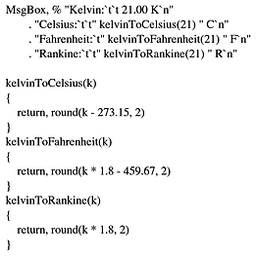 MsgBox, % "Kelvin:`t`t 21.00 K`n"
. "Celsius:`t`t" kelvinToCelsius(21) " C`n"
. "Fahrenheit:`t" kelvinToFahrenheit(21) " F`n"
. "Rankine:`t`t" kelvinToRankine(21) " R`n"
kelvinToCelsius(k)
{
return, round(k - 273.15, 2)
}
kelvinToFahrenheit(k)
{
return, round(k * 1.8 - 459.67, 2)
}
kelvinToRankine(k)
{
return, round(k * 1.8, 2)
}